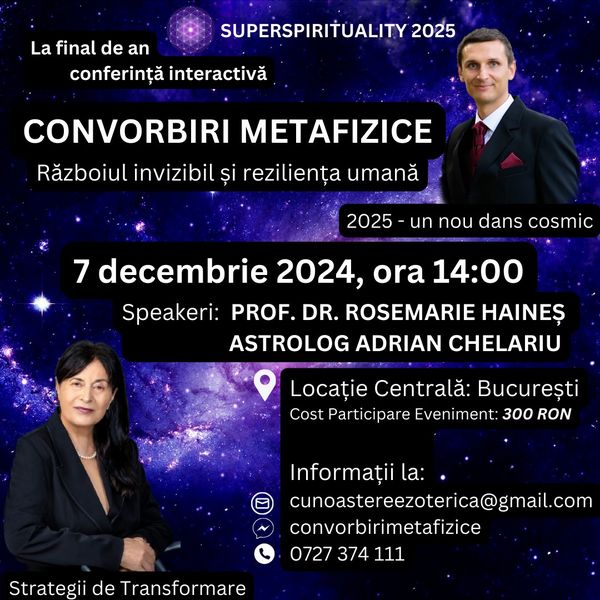 SUPERSPIRITUALITY 2025
La final de an
conferință interactivă
CONVORBIRI METAFIZICE
Războiul invizibil și reziliența umană
2025 - un nou dans cosmic
7 decembrie 2024, ora 14:00
Speakeri: PROF. DR. ROSEMARIE HAINEȘ
ASTROLOG ADRIAN CHELARIU
Locație Centrală: București
Cost Participare Eveniment: 300 RON
Informații la:
cunoastereezoterica@gmail.com
convorbirimetafizice
0727 374 111
Strategii de Transformare